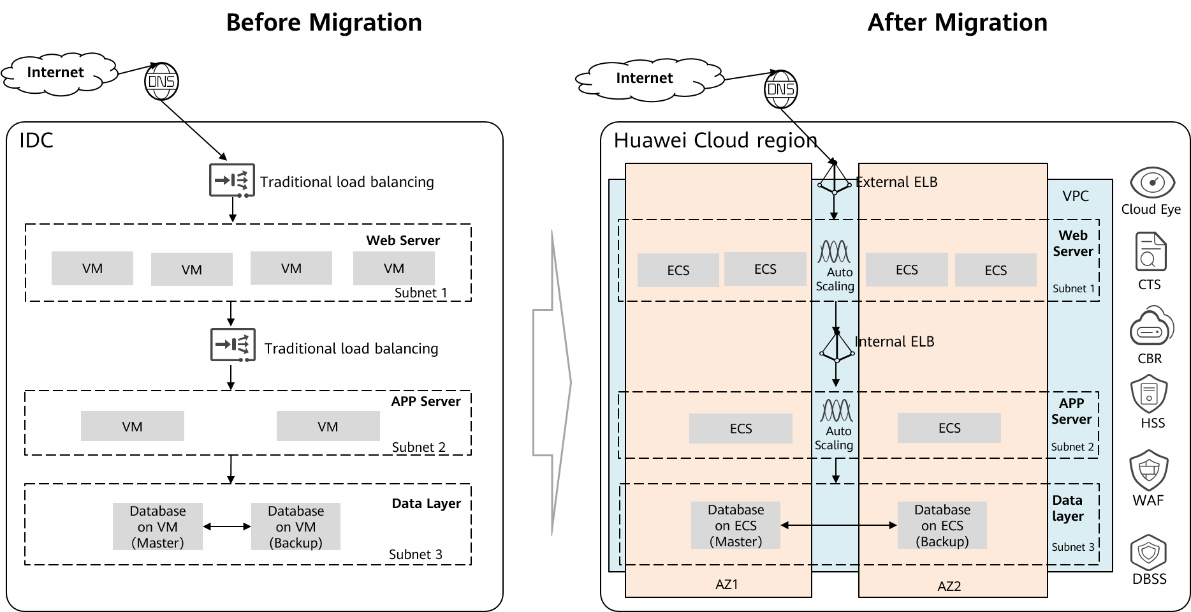 Before Migration
Internet
DNS
IDC
Traditional load balancing
Web Server
VM
VM
VM
VM
Subnet 1
Traditional load balancing
APP Server
VM
VM
Subnet 2
Data Layer
Database
on VM
(Master)
Database
on VM
(Backup)
Subnet 3
After Migration
Internet
DNS
Huawei Cloud region
External ELB
VPC
Web
Server
ECS
ECS
Auto
Scaling
ECS
ECS
Subnet 1
Internal ELB
APP
Server
ECS
Auto
Scaling
ECS
Subnet 2
Data
layer
Database
on ECS
(Master)
Database
on ECS
(Backup)
Subnet 3
AZ1
AZ2
Cloud Eye
CTS
CBR
HSS
WAF
DBSS